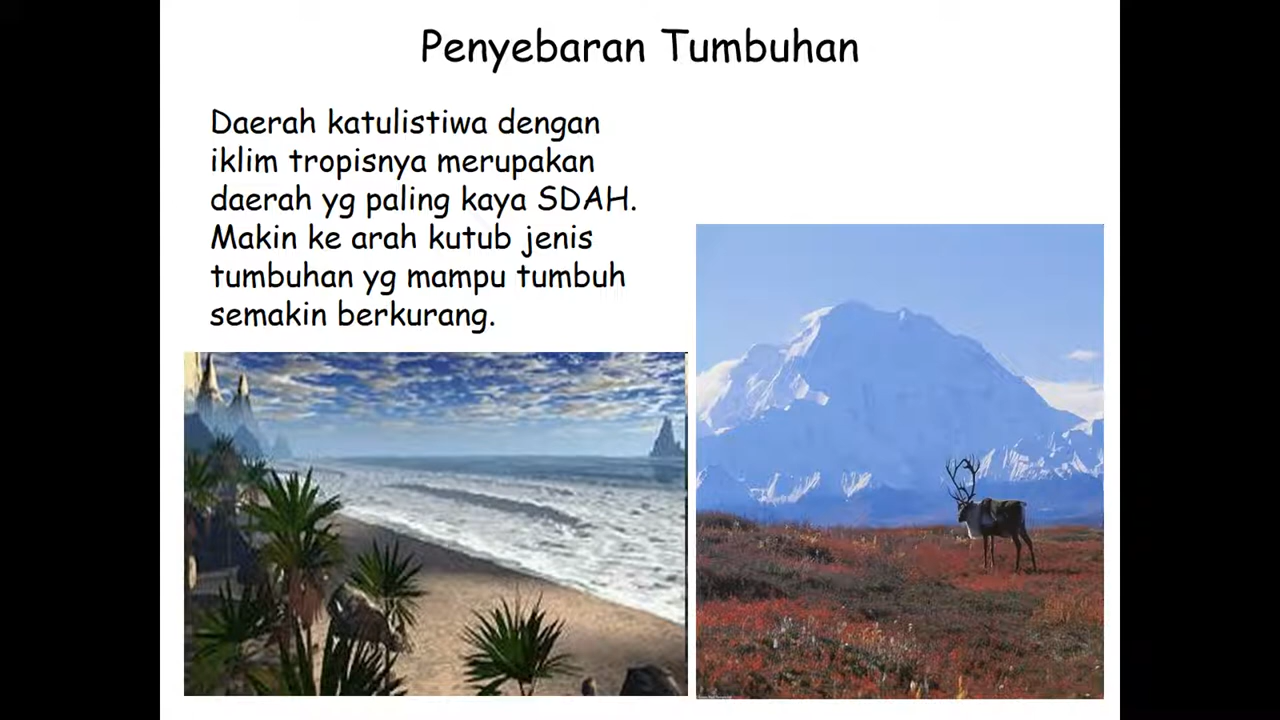 Penyebaran Tumbuhan
Daerah katulistiwa dengan
iklim tropisnya merupakan
daerah yg paling kaya SDAH.
Makin ke arah kutub jenis
tumbuhan yg mampu tumbuh
semakin berkurang.